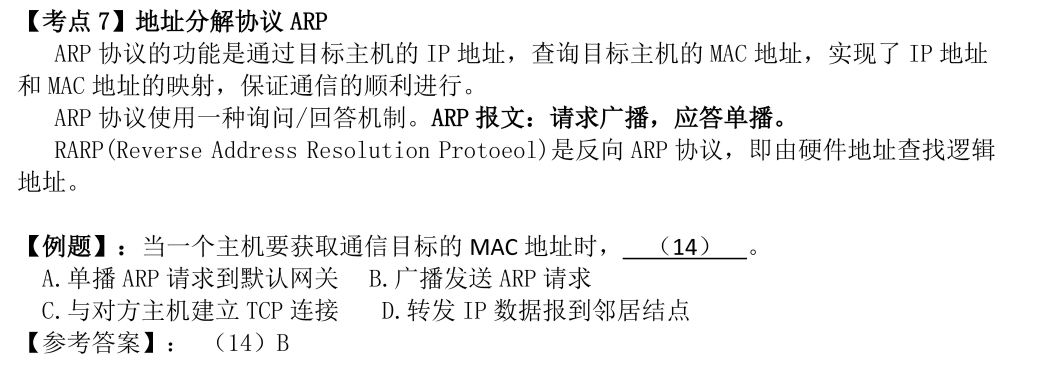 【考点 7】地址分解协议 ARP
ARP 协议的功能是通过目标主机的 IP 地址，查询目标主机的 MAC 地址，实现了 IP 地址
和 MAC 地址的映射，保证通信的顺利进行。
ARP 协议使用一种询问/回答机制。ARP 报文：请求广播，应答单播。
RARP(Reverse Address Resolution Protoeol)是反向 ARP 协议，即由硬件地址查找逻辑
地址。
【例题】：当一个主机要获取通信目标的 MAC 地址时，（14）。
A.单播 ARP 请求到默认网关 B.广播发送 ARP 请求
C.与对方主机建立 TCP 连接 D.转发 IP 数据报到邻居结点
【参考答案】：（14）B